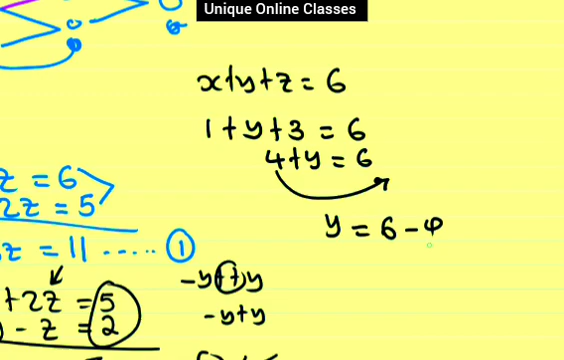 Unique Online Classes
x+y+z = 6
1+y+3 = 6
4+y = 6
y = 6-4
z = 6
2z = 5
z = 11 ..... ①
-y++y
+2z = 5
-y+y
- z = 2